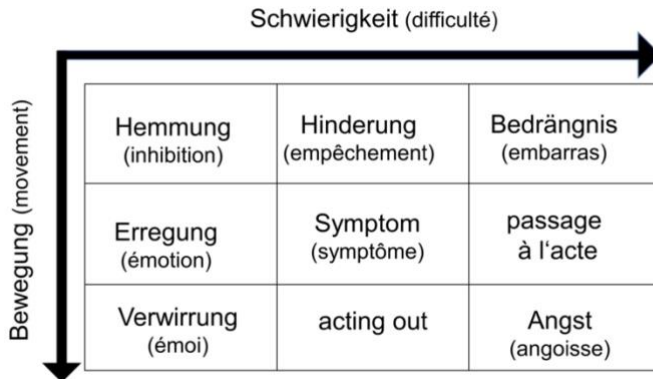 Schwierigkeit (difficulté)
Bewegung (movement)
Hemmung
(inhibition)
Hinderung
(empêchement)
Bedrängnis
(embarras)
Erregung
(émotion)
Symptom
(symptôme)
passage
à l‘acte
Verwirrung
(émoi)
acting out
Angst
(angoisse)